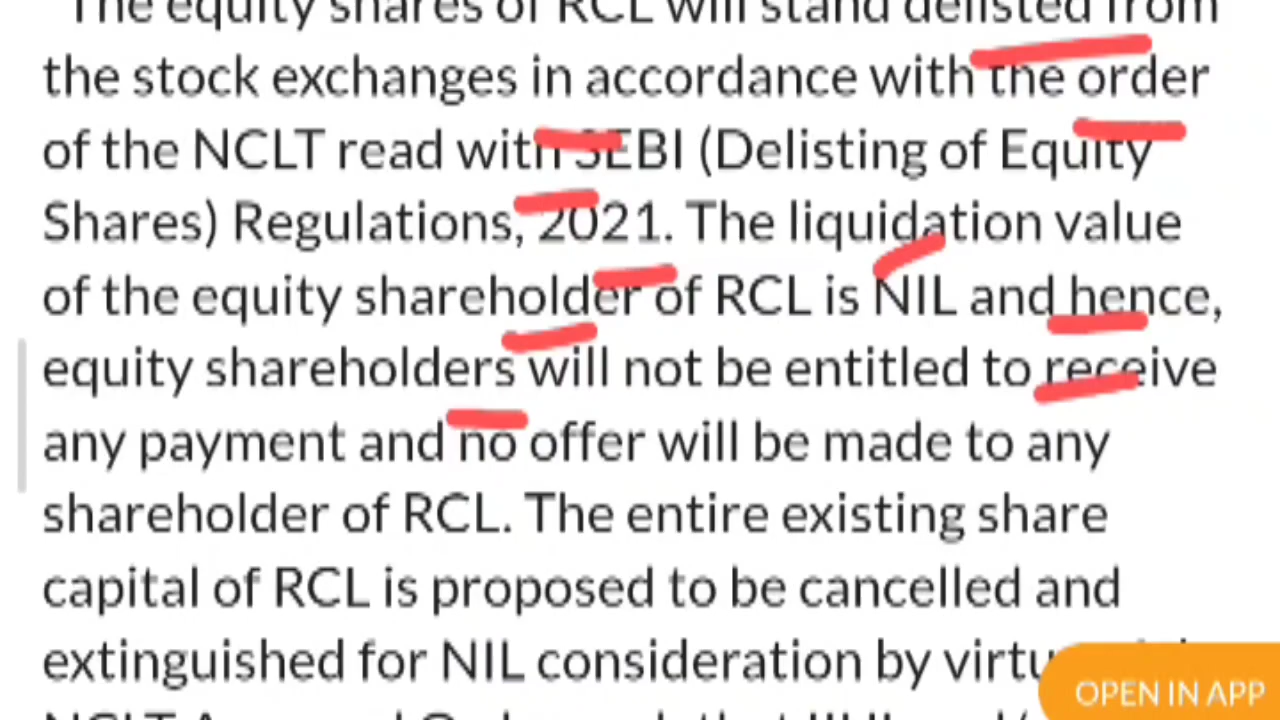 The equity shares of RCL will stand delisted from
the stock exchanges in accordance with the order
of the NCLT read with SEBI (Delisting of Equity
Shares) Regulations, 2021. The liquidation value
of the equity shareholder of RCL is NIL and hence,
equity shareholders will not be entitled to receive
any payment and no offer will be made to any
shareholder of RCL. The entire existing share
capital of RCL is proposed to be cancelled and
extinguished for NIL consideration by
OPEN IN APP